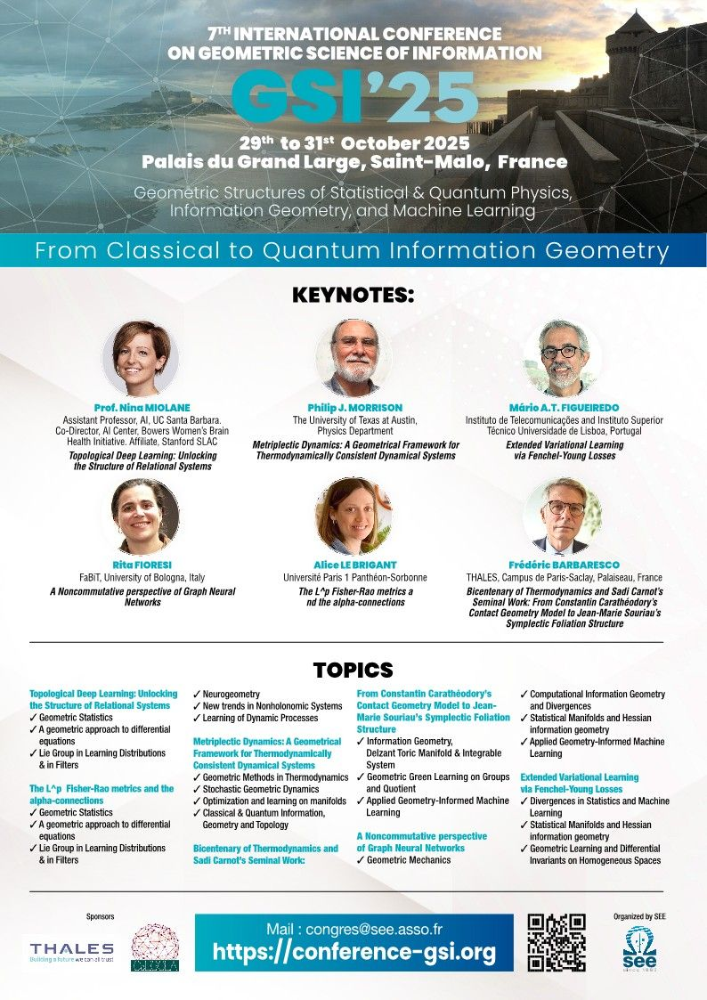 7TH INTERNATIONAL CONFERENCE
ON GEOMETRIC SCIENCE OF INFORMATION
GSI'25
29th to 31st October 2025
Palais du Grand Large, Saint-Malo, France
Geometric Structures of Statistical & Quantum Physics,
Information Geometry, and Machine Learning
From Classical to Quantum Information Geometry
KEYNOTES:
Prof. Nina MIOLANE
Assistant Professor, AI, UC Santa Barbara.
Co-Director, AI Center, Bowers Women's Brain
Health Initiative. Affiliate, Stanford SLAC
Topological Deep Learning: Unlocking
the Structure of Relational Systems
Philip J. MORRISON
The University of Texas at Austin,
Physics Department
Metriplectic Dynamics: A Geometrical Framework for
Thermodynamically Consistent Dynamical Systems
Mário A.T. FIGUEIREDO
Instituto de Telecomunicações and Instituto Superior
Técnico Universidade de Lisboa, Portugal
Extended Variational Learning
via Fenchel-Young Losses
Rita FIORESI
FaBiT, University of Bologna, Italy
A Noncommutative perspective of Graph Neural
Networks
Alice LE BRIGANT
Université Paris 1 Panthéon-Sorbonne
The L^p Fisher-Rao metrics a
nd the alpha-connections
Frédéric BARBARESCO
THALES, Campus de Paris-Saclay, Palaiseau, France
Bicentenary of Thermodynamics and Sadi Carnot's
Seminal Work: From Constantin Carathéodory's
Contact Geometry Model to Jean-Marie Souriau's
Symplectic Foliation Structure
TOPICS
Topological Deep Learning: Unlocking
the Structure of Relational Systems
✓ Geometric Statistics
✓ A geometric approach to differential
equations
✓ Lie Group in Learning Distributions
& in Filters
The L^p Fisher-Rao metrics and the
alpha-connections
✓ Geometric Statistics
✓ A geometric approach to differential
equations
✓ Lie Group in Learning Distributions
& in Filters
✓ Neurogeometry
✓ New trends in Nonholonomic Systems
✓ Learning of Dynamic Processes
Metriplectic Dynamics: A Geometrical
Framework for Thermodynamically
Consistent Dynamical Systems
✓ Geometric Methods in Thermodynamics
✓ Stochastic Geometric Dynamics
✓ Optimization and learning on manifolds
✓ Classical & Quantum Information,
Geometry and Topology
Bicentenary of Thermodynamics and
Sadi Carnot's Seminal Work:
From Constantin Carathéodory's
Contact Geometry Model to Jean-
Marie Souriau's Symplectic Foliation
Structure
✓ Information Geometry,
Delzant Toric Manifold & Integrable
System
✓ Geometric Green Learning on Groups
and Quotient
✓ Applied Geometry-Informed Machine
Learning
A Noncommutative perspective
of Graph Neural Networks
✓ Geometric Mechanics
✓ Computational Information Geometry
and Divergences
✓ Statistical Manifolds and Hessian
information geometry
✓ Applied Geometry-Informed Machine
Learning
Extended Variational Learning
via Fenchel-Young Losses
✓ Divergences in Statistics and Machine
Learning
✓ Statistical Manifolds and Hessian
information geometry
✓ Geometric Learning and Differential
Invariants on Homogeneous Spaces
Sponsors
THALES
Building a future we can all trust
Mail : congres@see.asso.fr
https://conference-gsi.org
Organized by SEE
see
since 1883